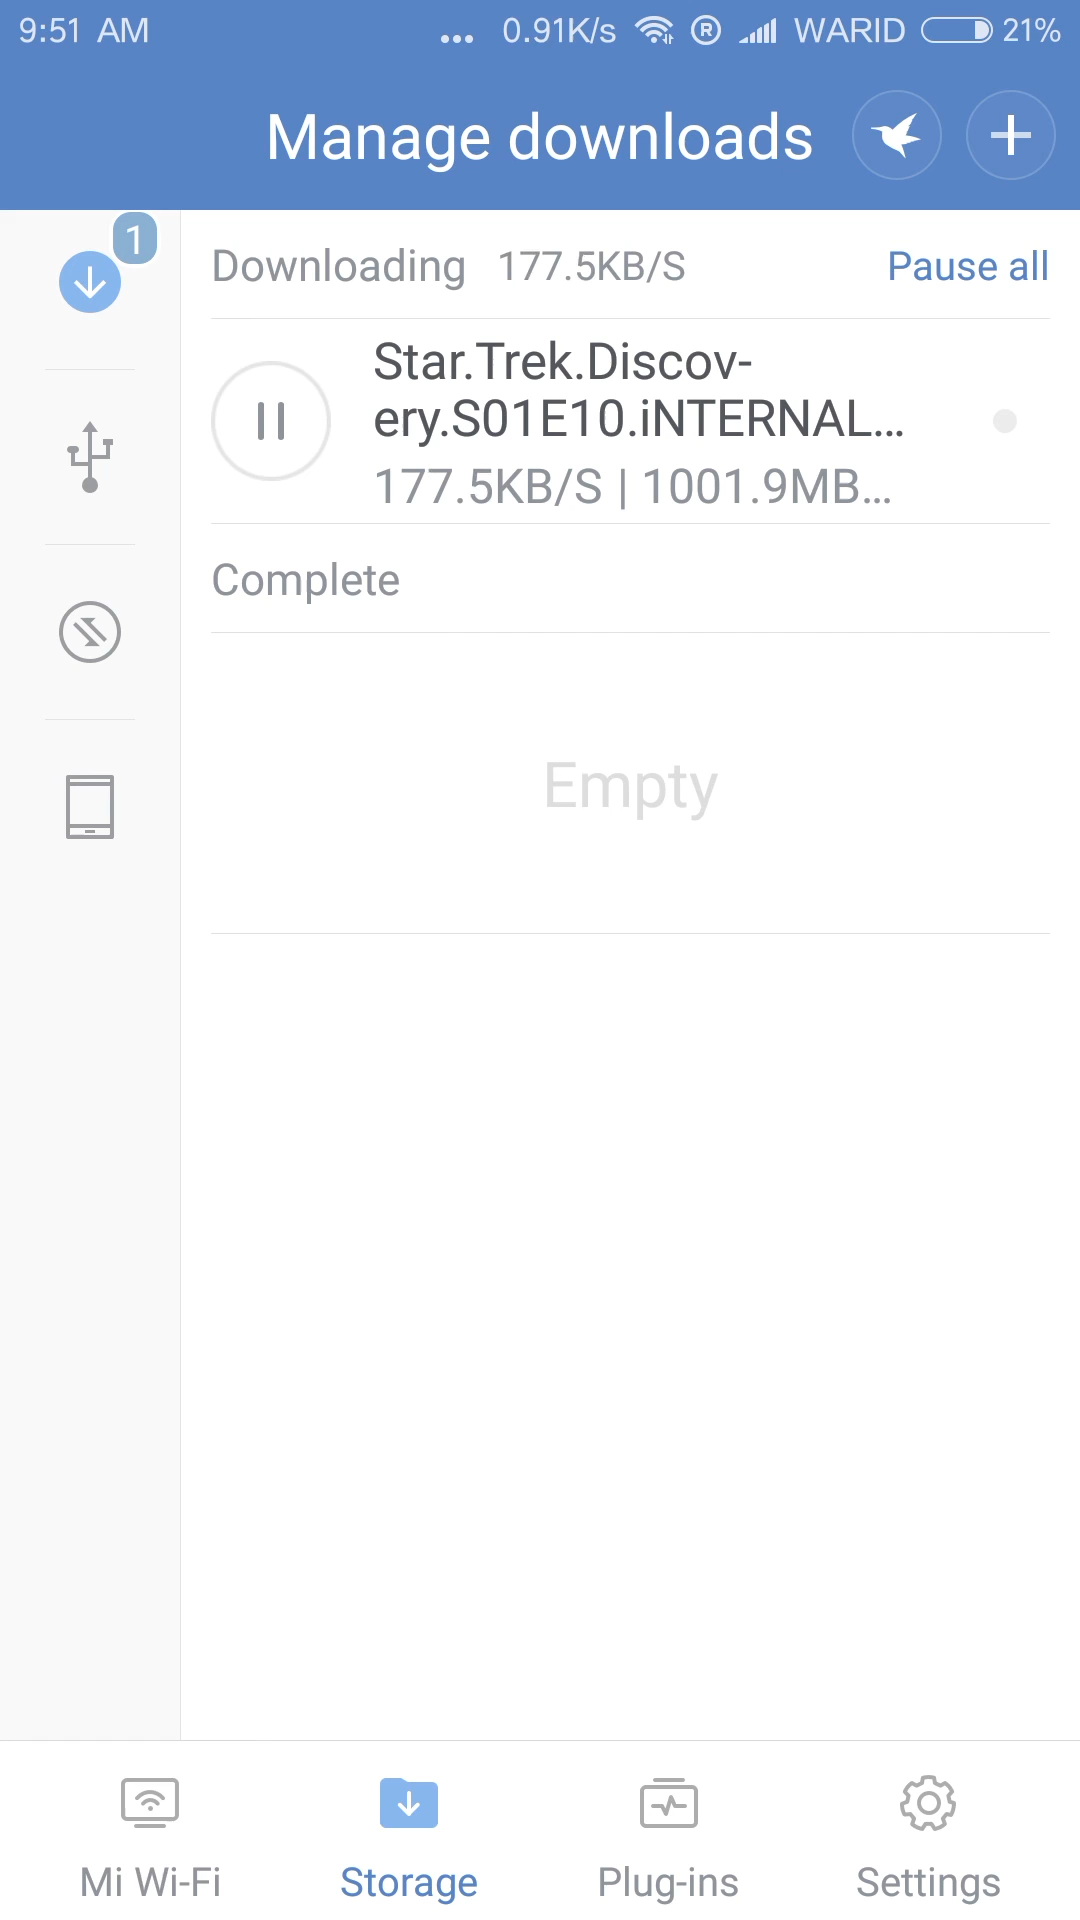 9:51 AM ... 0.91K/s R WARID 21%
Manage downloads
1
Downloading 177.5KB/S Pause all
Star.Trek.Discov-
ery.S01E10.iNTERNAL...
177.5KB/S | 1001.9MB...
Complete
Empty
Mi Wi-Fi Storage Plug-ins Settings